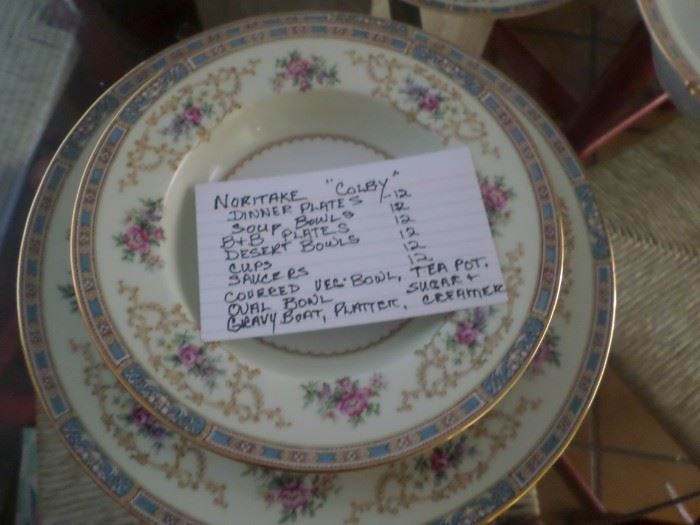 NORITAKE "COLBY"
DINNER PLATES -12
SOUP BOWLS 12
B+B PLATES 12
DESERT BOWLS 12
CUPS 12
SAUCERS 12
COVERED VEG. BOWL, TEA POT,
OVAL BOWL SUGAR +
GRAVY BOAT, PLATTER, CREAMER